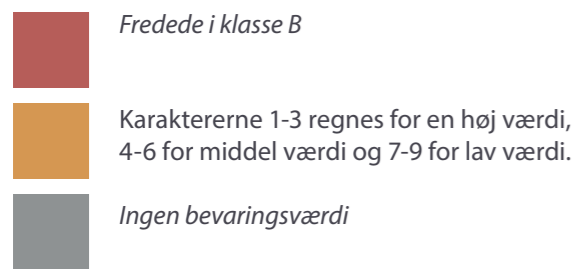 Fredede i klasse B
Karaktererne 1-3 regnes for en høj værdi,
4-6 for middel værdi og 7-9 for lav værdi.
Ingen bevaringsværdi